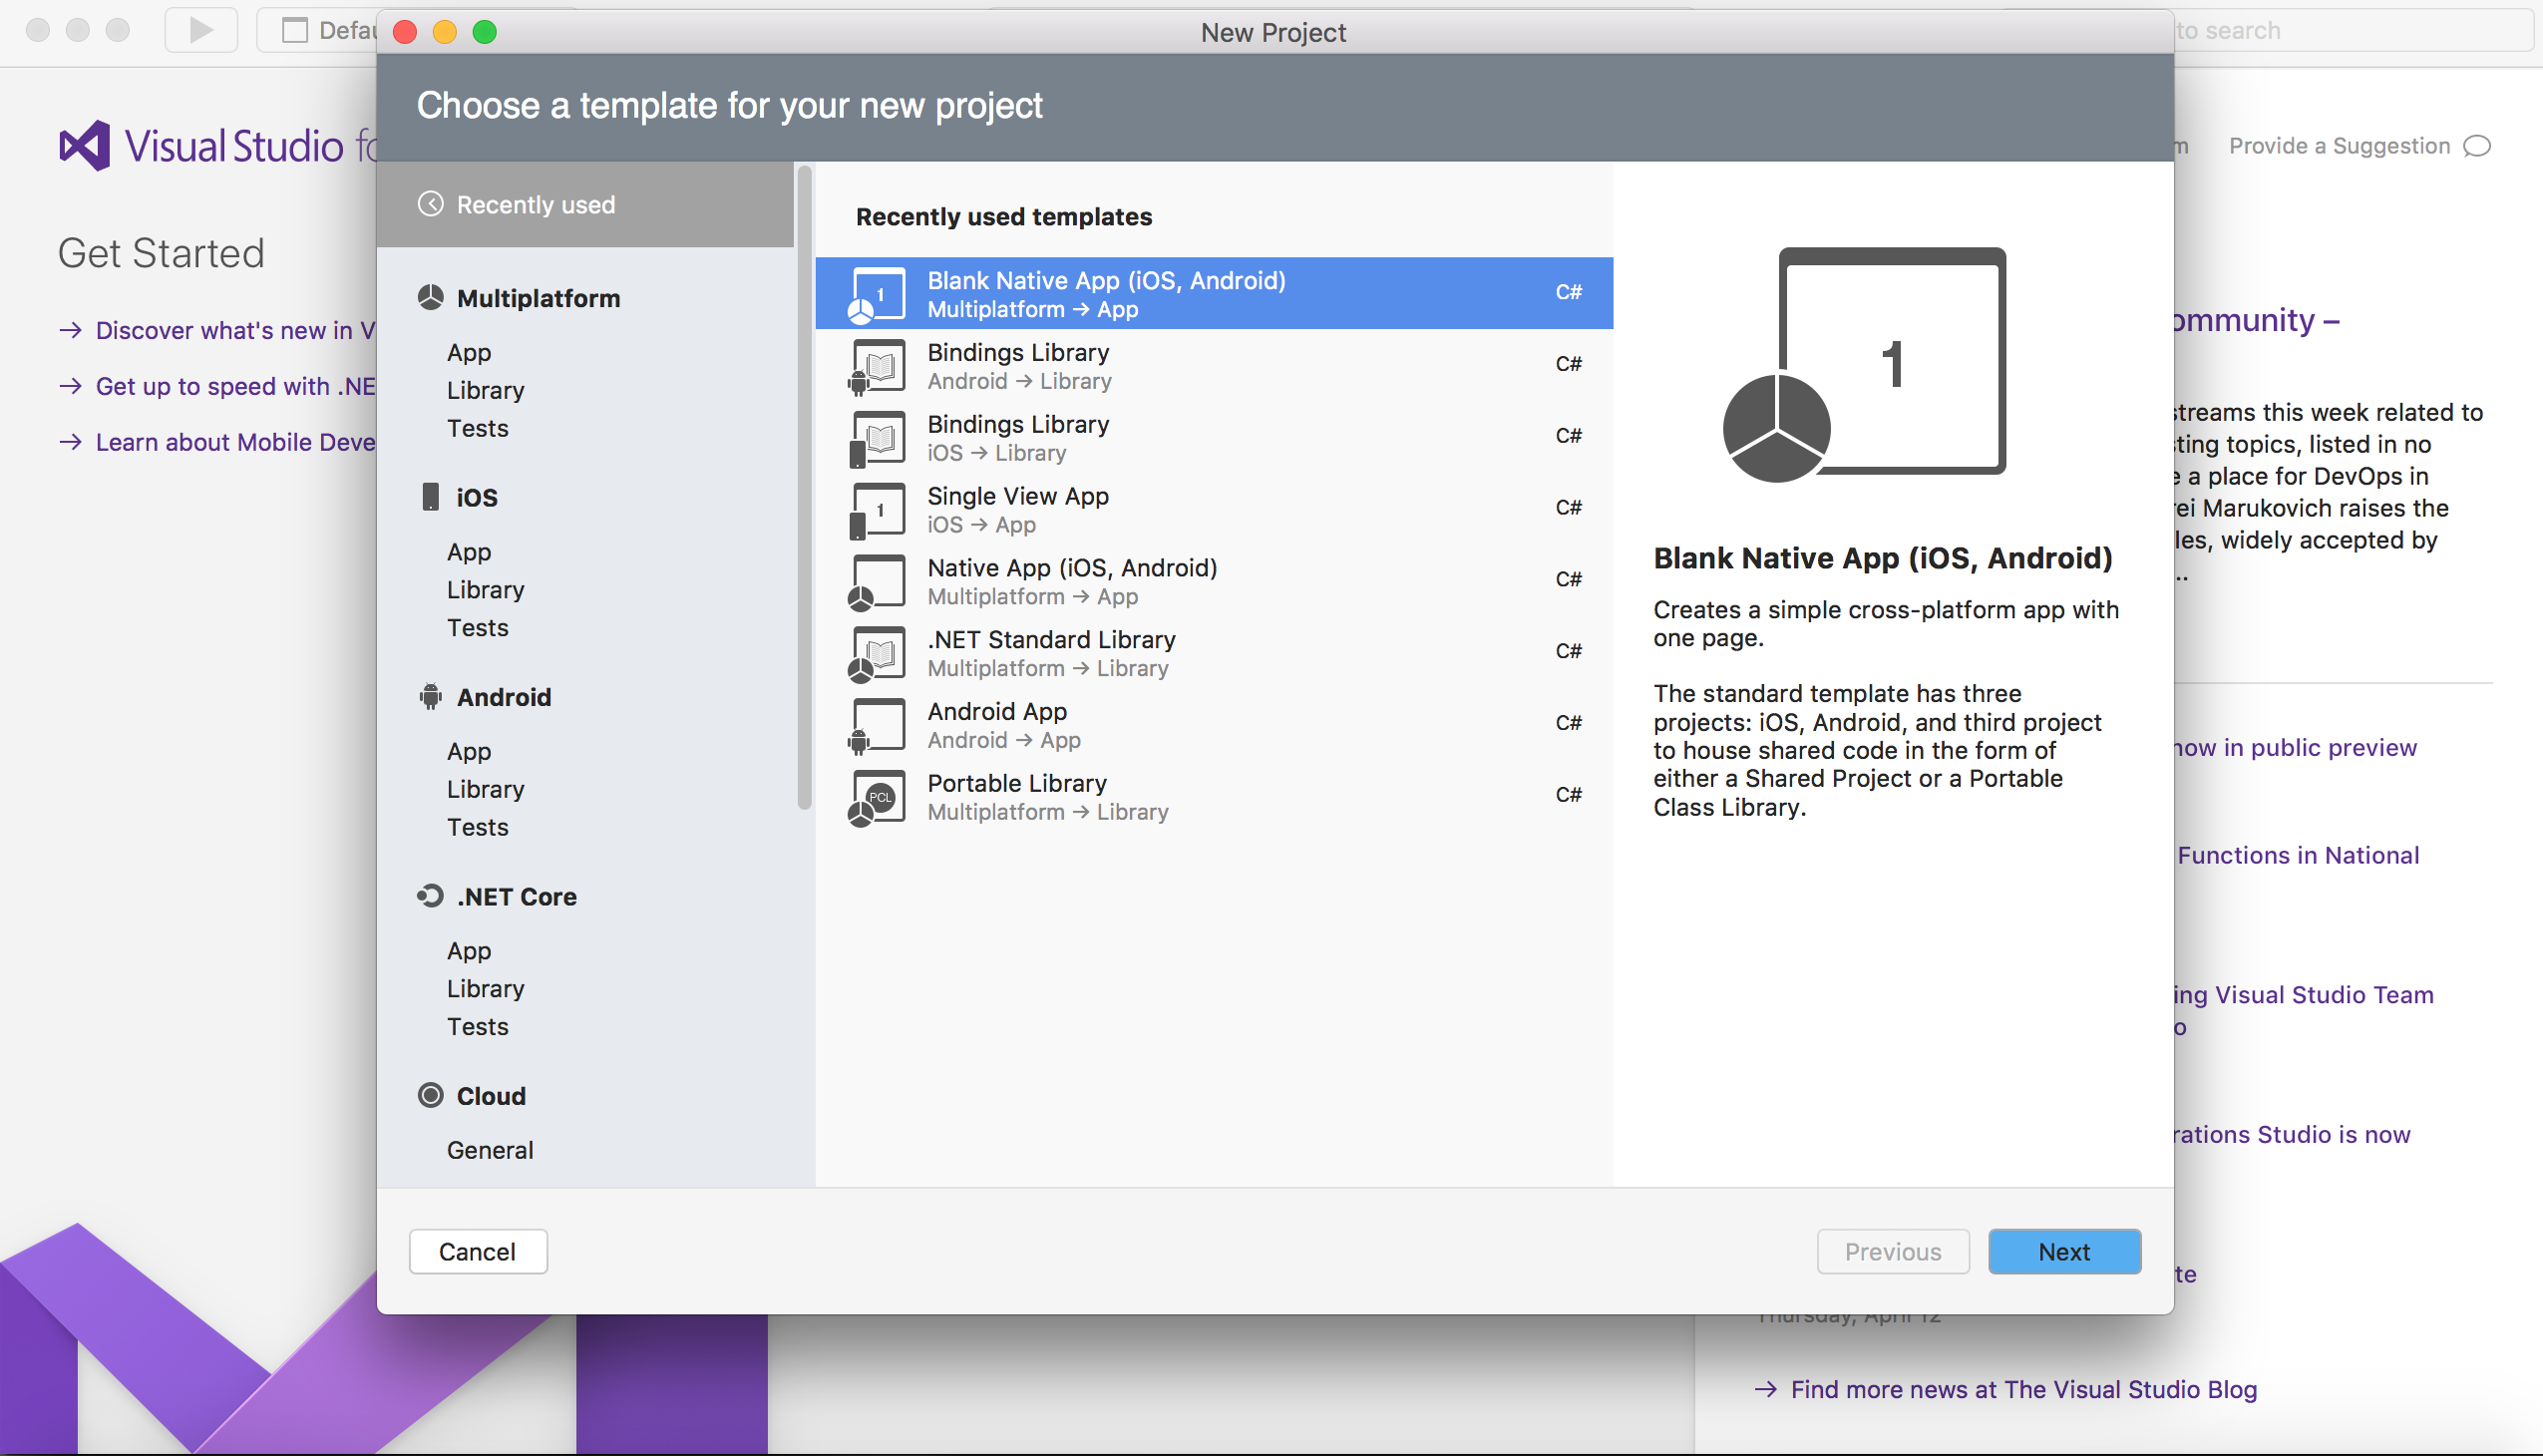 Defau
New Project
to search
Choose a template for your new project
Visual Studio fo
Provide a Suggestion
Get Started
Discover what's new in V
Get up to speed with .NE
Learn about Mobile Deve
Recently used
Multiplatform
App
Library
Tests
iOS
App
Library
Tests
Android
App
Library
Tests
.NET Core
App
Library
Tests
Cloud
General
Recently used templates
Blank Native App (iOS, Android)
Multiplatform → App
C#
Bindings Library
Android → Library
C#
Bindings Library
iOS → Library
C#
1
Single View App
iOS → App
C#
Native App (iOS, Android)
Multiplatform → App
C#
.NET Standard Library
Multiplatform → Library
C#
Android App
Android → App
C#
PCL
Portable Library
Multiplatform → Library
C#
1
Blank Native App (iOS, Android)
Creates a simple cross-platform app with
one page.
The standard template has three
projects: iOS, Android, and third project
to house shared code in the form of
either a Shared Project or a Portable
Class Library.
Cancel
Previous
Next
ommunity –
streams this week related to
sting topics, listed in no
e a place for DevOps in
rei Marukovich raises the
les, widely accepted by
..
now in public preview
Functions in National
ing Visual Studio Team
o
rations Studio is now
te
Thursday, April 12
Find more news at The Visual Studio Blog